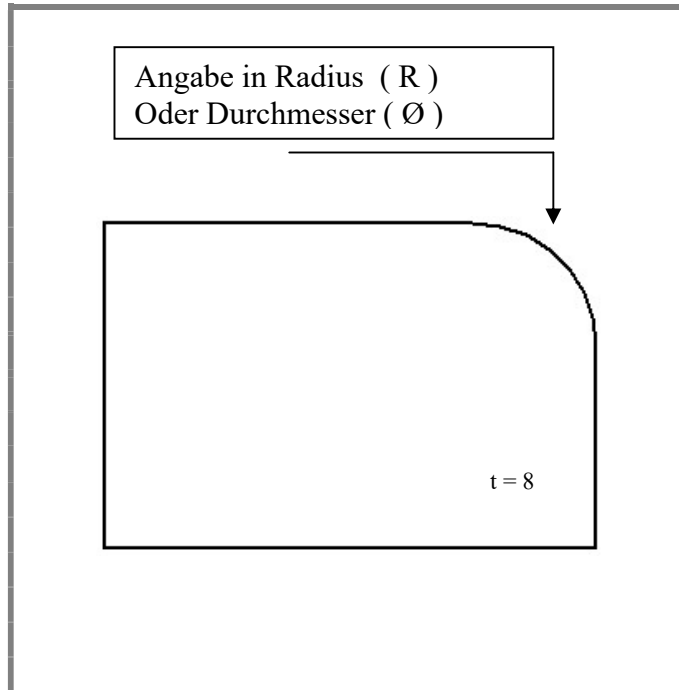 Angabe in Radius ( R )
Oder Durchmesser ( Ø )
t = 8